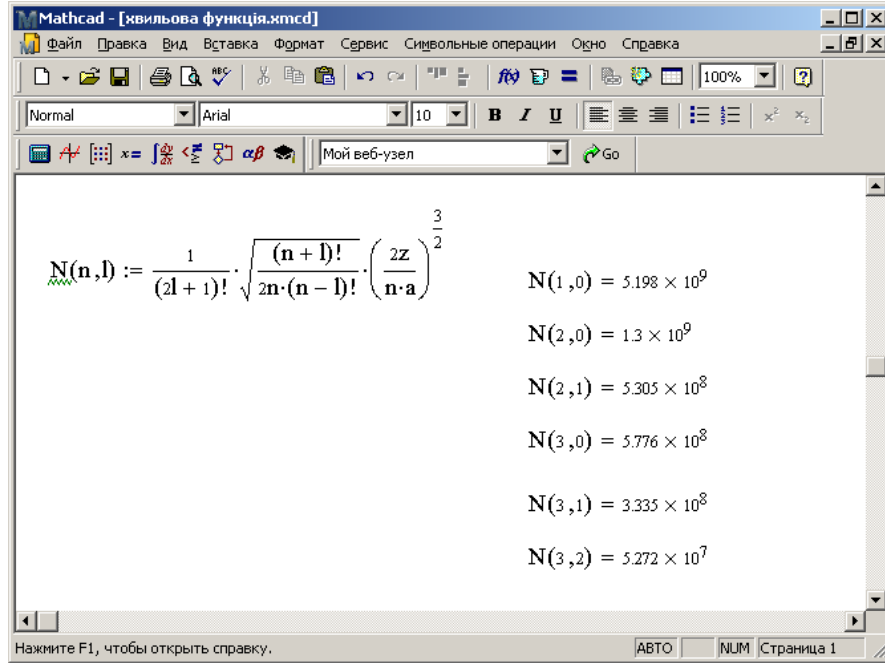 Mathcad - [хвильова функція.xmcd]
Файл Правка Вид Вставка Формат Сервис Символьные операции Окно Справка
100%
Normal Arial 10 B I U
x= αβ Мой веб-узел Go
N(n,l) := 1/(2l + 1)! · √((n + l)!/(2n·(n − l)!)) · (2z/(n·a))^(3/2)
N(1,0) = 5.198 × 10^9
N(2,0) = 1.3 × 10^9
N(2,1) = 5.305 × 10^8
N(3,0) = 5.776 × 10^8
N(3,1) = 3.335 × 10^8
N(3,2) = 5.272 × 10^7
Нажмите F1, чтобы открыть справку. АВТО NUM Страница 1